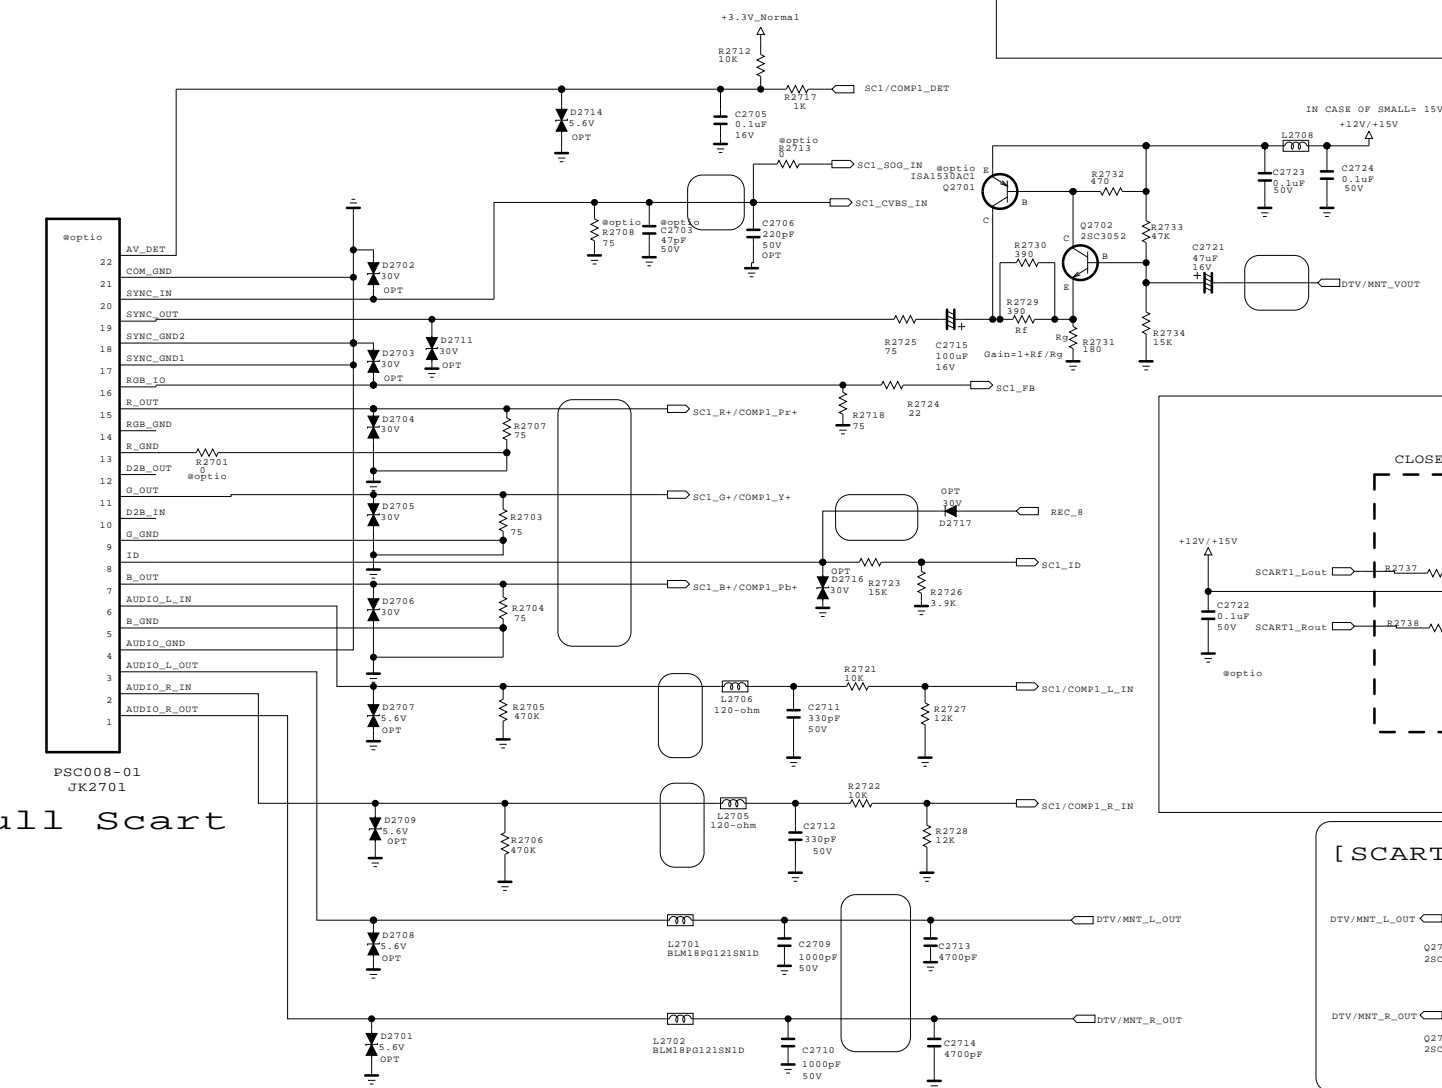 +3.3V_Normal
R2712
10K
R2717
1K
SC1/COMP1_DET
D2714
5.6V
OPT
C2705
0.1uF
16V
@optio
R2713
0
SC1_SOG_IN
SC1_CVBS_IN
@optio
R2708
75
@optio
C2703
47pF
50V
C2706
220pF
50V
OPT
IN CASE OF SMALL= 15V
+12V/+15V
L2708
C2723
0.1uF
50V
C2724
0.1uF
50V
@optio
ISA1530AC1
Q2701
E
B
C
R2732
470
Q2702
2SC3052
C
B
E
R2733
47K
C2721
47uF
16V
+
DTV/MNT_VOUT
R2730
390
R2729
390
Rf
Rg
R2731
180
Gain=1+Rf/Rg
R2734
15K
R2725
75
C2715
100uF
16V
+
@optio
AV_DET
22
COM_GND
21
SYNC_IN
20
SYNC_OUT
19
SYNC_GND2
18
SYNC_GND1
17
RGB_IO
16
R_OUT
15
RGB_GND
14
R_GND
13
D2B_OUT
12
G_OUT
11
D2B_IN
10
G_GND
9
ID
8
B_OUT
7
AUDIO_L_IN
6
B_GND
5
AUDIO_GND
4
AUDIO_L_OUT
3
AUDIO_R_IN
2
AUDIO_R_OUT
1
PSC008-01
JK2701
ull Scart
D2702
30V
OPT
D2711
30V
OPT
D2703
30V
OPT
R2718
75
R2724
22
SC1_FB
D2704
30V
R2707
75
SC1_R+/COMP1_Pr+
R2701
0
@optio
D2705
30V
R2703
75
SC1_G+/COMP1_Y+
OPT
30V
D2717
REC_8
OPT
D2716
30V
R2723
15K
R2726
3.9K
SC1_ID
D2706
30V
R2704
75
SC1_B+/COMP1_Pb+
D2707
5.6V
OPT
R2705
470K
L2706
120-ohm
C2711
330pF
50V
R2721
10K
R2727
12K
SC1/COMP1_L_IN
D2709
5.6V
OPT
R2706
470K
L2705
120-ohm
C2712
330pF
50V
R2722
10K
R2728
12K
SC1/COMP1_R_IN
D2708
5.6V
OPT
L2701
BLM18PG121SN1D
C2709
1000pF
50V
C2713
4700pF
DTV/MNT_L_OUT
D2701
5.6V
OPT
L2702
BLM18PG121SN1D
C2710
1000pF
50V
C2714
4700pF
DTV/MNT_R_OUT
CLOSE
+12V/+15V
SCART1_Lout
R2737
C2722
0.1uF
50V
SCART1_Rout
R2738
@optio
[SCART
DTV/MNT_L_OUT
Q27
2SC
DTV/MNT_R_OUT
Q27
2SC